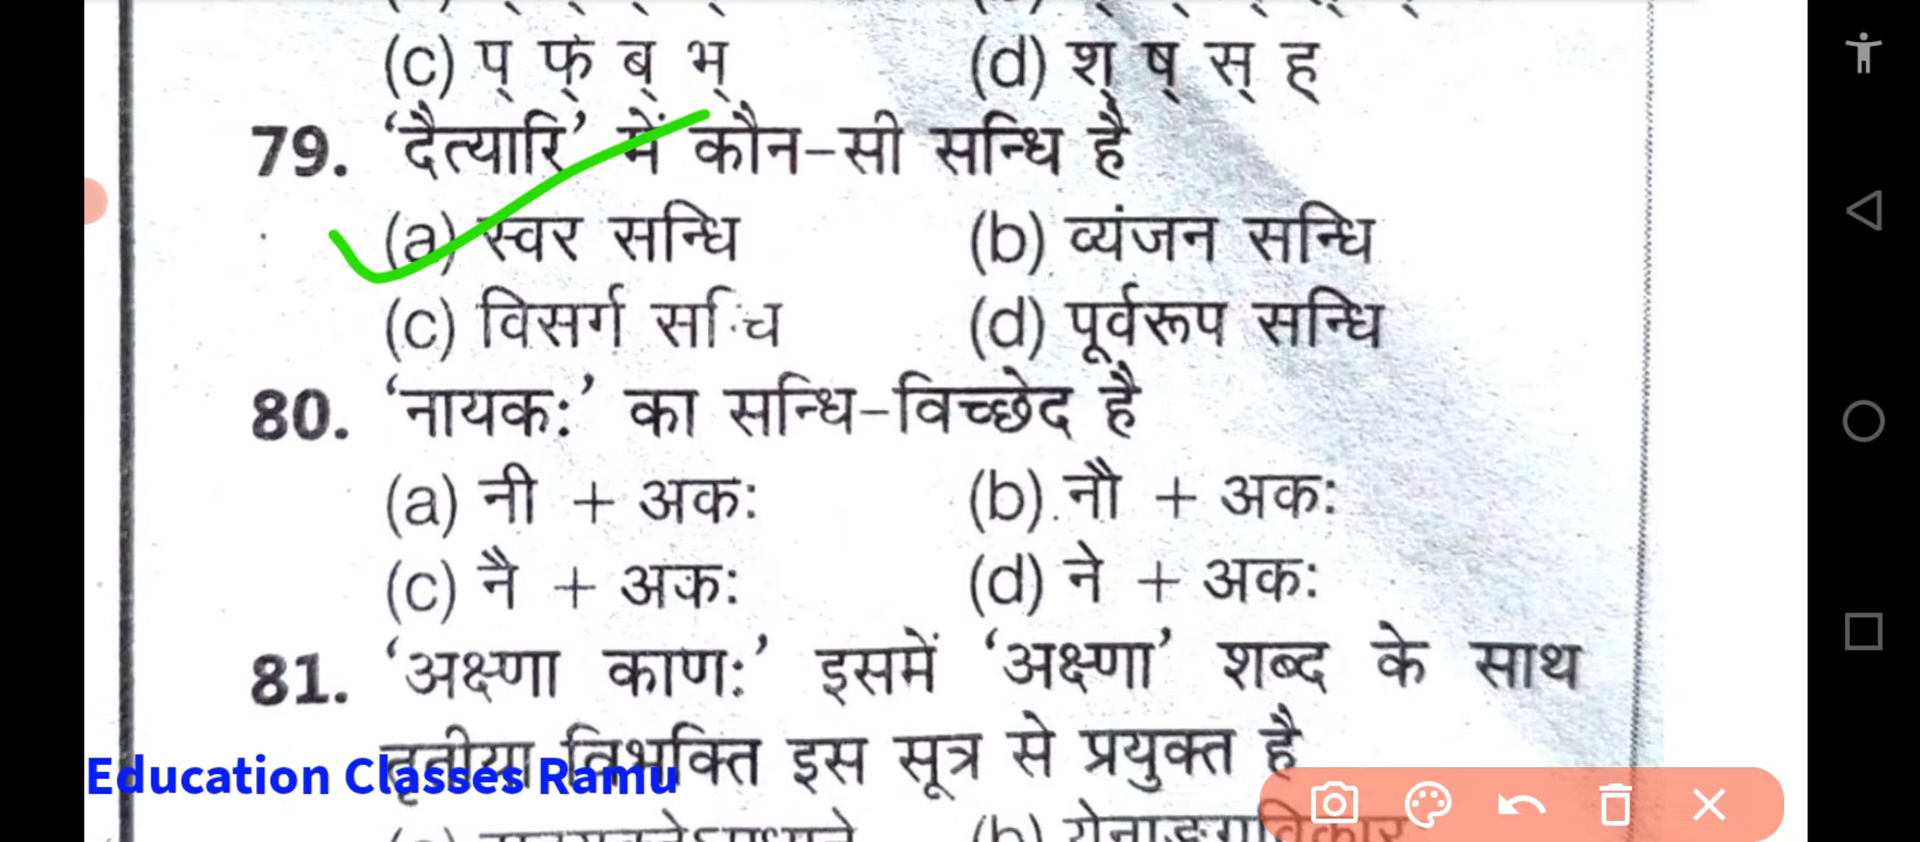 (c) प् फ् ब् भ् (d) श् ष् स् ह्
79. ‘दैत्यारि’ में कौन-सी सन्धि है
(a) स्वर सन्धि (b) व्यंजन सन्धि
(c) विसर्ग सन्धि (d) पूर्वरूप सन्धि
80. ‘नायकः’ का सन्धि-विच्छेद है
(a) नी + अकः (b) नौ + अकः
(c) नै + अकः (d) ने + अकः
81. ‘अक्ष्णा काणः’ इसमें ‘अक्ष्णा’ शब्द के साथ
तृतीया विभक्ति इस सूत्र से प्रयुक्त है
Education Classes Ramu
(b) येनाङ्गविकार